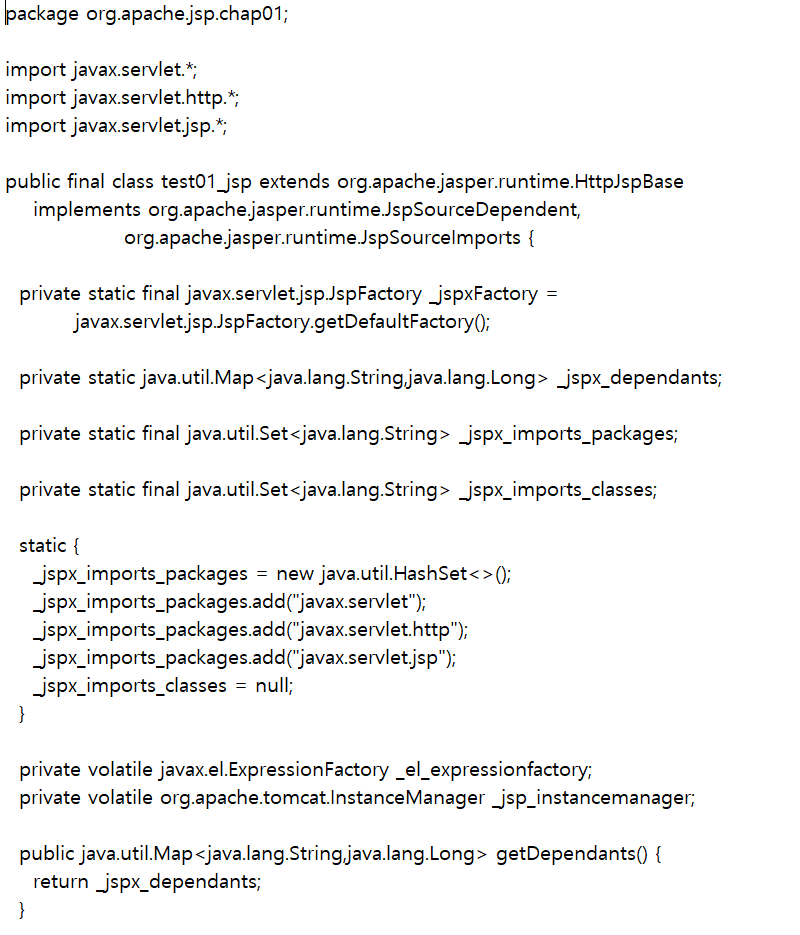 package org.apache.jsp.chap01;
import javax.servlet.*;
import javax.servlet.http.*;
import javax.servlet.jsp.*;
public final class test01_jsp extends org.apache.jasper.runtime.HttpJspBase
implements org.apache.jasper.runtime.JspSourceDependent,
org.apache.jasper.runtime.JspSourceImports {
private static final javax.servlet.jsp.JspFactory _jspxFactory =
javax.servlet.jsp.JspFactory.getDefaultFactory();
private static java.util.Map<java.lang.String,java.lang.Long> _jspx_dependants;
private static final java.util.Set<java.lang.String> _jspx_imports_packages;
private static final java.util.Set<java.lang.String> _jspx_imports_classes;
static {
_jspx_imports_packages = new java.util.HashSet<>();
_jspx_imports_packages.add("javax.servlet");
_jspx_imports_packages.add("javax.servlet.http");
_jspx_imports_packages.add("javax.servlet.jsp");
_jspx_imports_classes = null;
}
private volatile javax.el.ExpressionFactory _el_expressionfactory;
private volatile org.apache.tomcat.InstanceManager _jsp_instancemanager;
public java.util.Map<java.lang.String,java.lang.Long> getDependants() {
return _jspx_dependants;
}